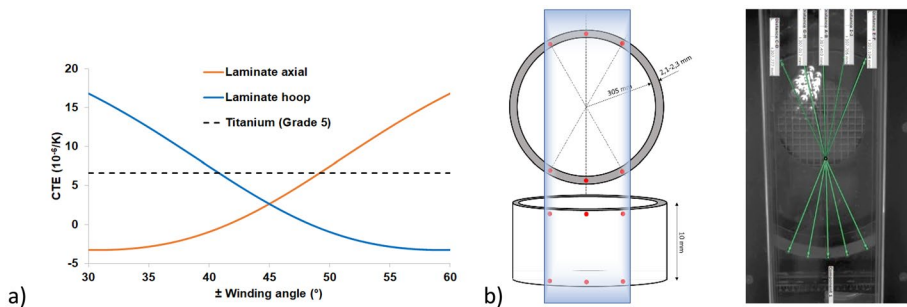 20
15
10
5
0
-5
30
35
40
45
50
55
60
CTE (10⁻⁶/K)
± Winding angle (°)
Laminate axial
Laminate hoop
Titanium (Grade 5)
a)
2,1-2,3 mm
305 mm
10 mm
b)